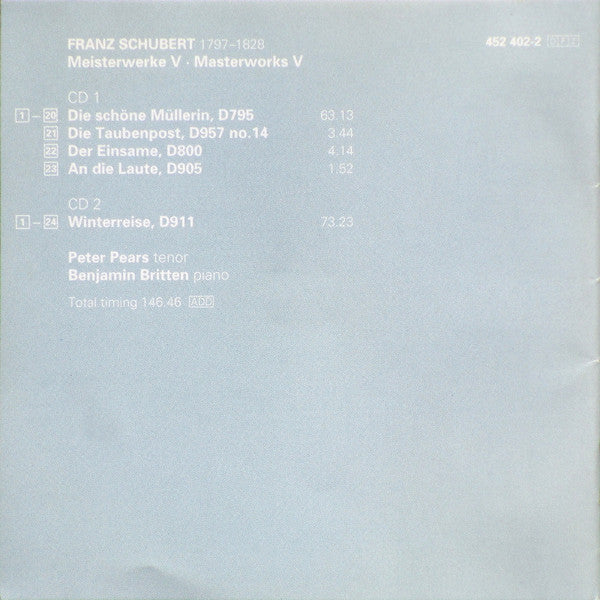 FRANZ SCHUBERT 1797–1828 452 402-2 DF2
Meisterwerke V · Masterworks V
CD 1
1 – 20 Die schöne Müllerin, D795 63.13
21 Die Taubenpost, D957 no.14 3.44
22 Der Einsame, D800 4.14
23 An die Laute, D905 1.52
CD 2
1 – 24 Winterreise, D911 73.23
Peter Pears tenor
Benjamin Britten piano
Total timing 146.46 ADD